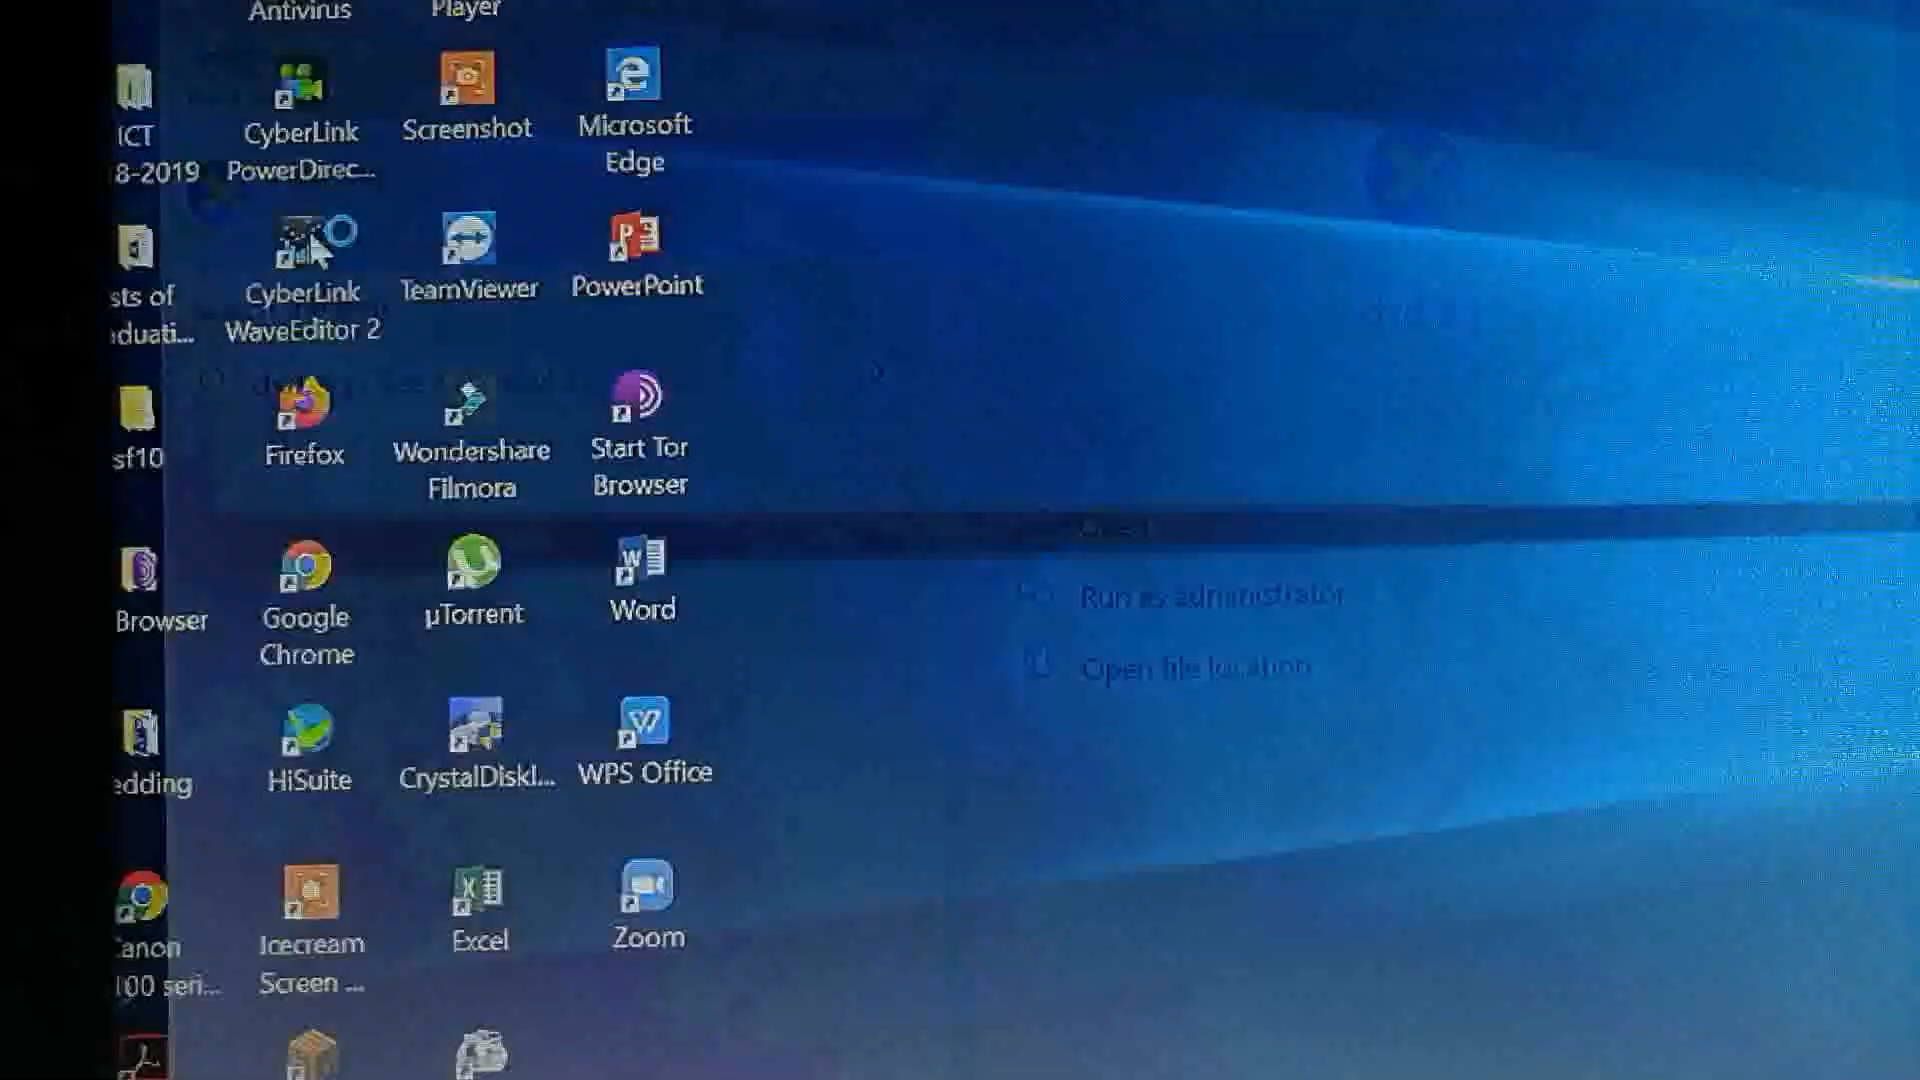 Antivirus
Player
ICT
8-2019
CyberLink
PowerDirec...
Screenshot
Microsoft
Edge
sts of
duati...
CyberLink
WaveEditor 2
TeamViewer
PowerPoint
sf10
Firefox
Wondershare
Filmora
Start Tor
Browser
Browser
Google
Chrome
µTorrent
Word
Run as administrator
Open file location
edding
HiSuite
CrystalDiskI...
WPS Office
anon
100 seri...
Icecream
Screen ...
Excel
Zoom